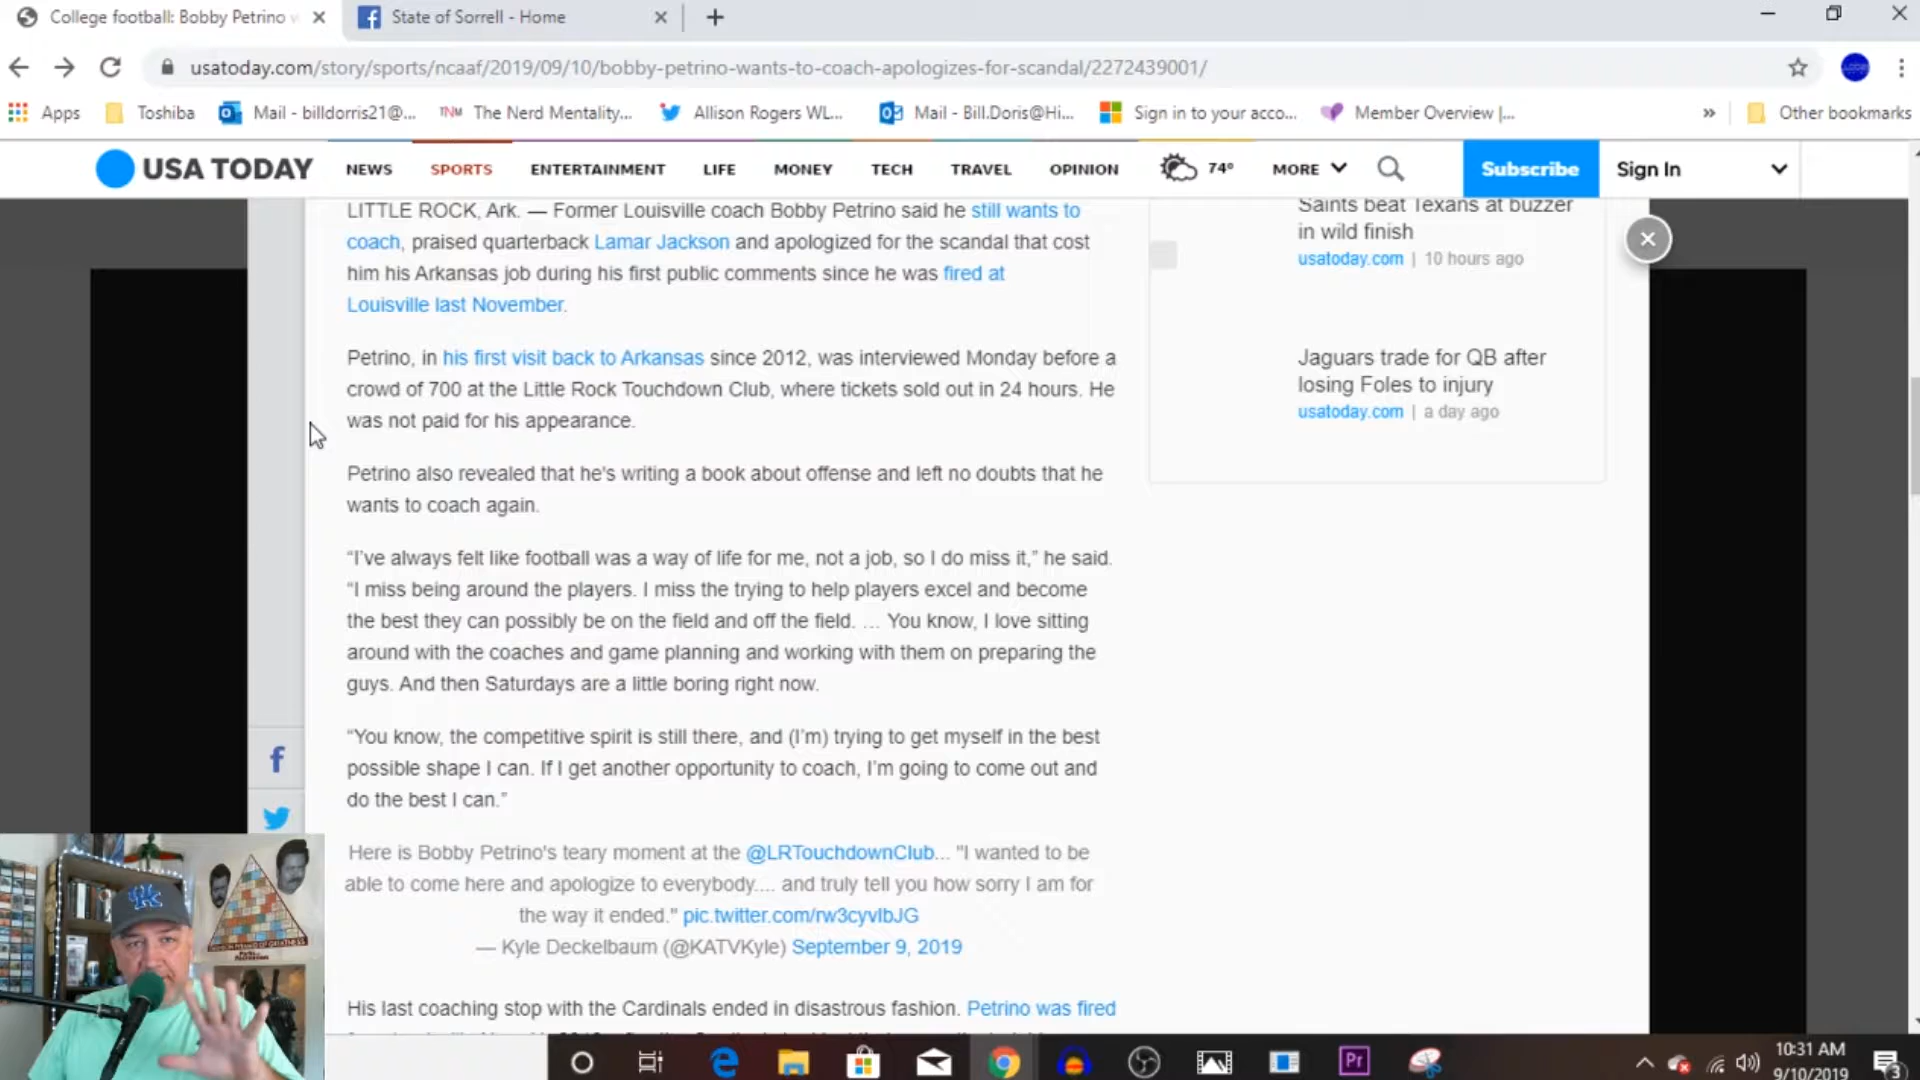 College football: Bobby Petrino w
State of Sorrell - Home
usatoday.com/story/sports/ncaaf/2019/09/10/bobby-petrino-wants-to-coach-apologizes-for-scandal/2272439001/
Apps Toshiba Mail - billdorris21@... TNM The Nerd Mentality... Allison Rogers WL... Mail - Bill.Doris@Hi... Sign in to your acco... Member Overview |... » Other bookmarks
USA TODAY NEWS SPORTS ENTERTAINMENT LIFE MONEY TECH TRAVEL OPINION 74° MORE Subscribe Sign In
LITTLE ROCK, Ark. — Former Louisville coach Bobby Petrino said he still wants to
coach, praised quarterback Lamar Jackson and apologized for the scandal that cost
him his Arkansas job during his first public comments since he was fired at
Louisville last November.
Petrino, in his first visit back to Arkansas since 2012, was interviewed Monday before a
crowd of 700 at the Little Rock Touchdown Club, where tickets sold out in 24 hours. He
was not paid for his appearance.
Petrino also revealed that he's writing a book about offense and left no doubts that he
wants to coach again.
“I’ve always felt like football was a way of life for me, not a job, so I do miss it,” he said.
“I miss being around the players. I miss the trying to help players excel and become
the best they can possibly be on the field and off the field. … You know, I love sitting
around with the coaches and game planning and working with them on preparing the
guys. And then Saturdays are a little boring right now.
“You know, the competitive spirit is still there, and (I’m) trying to get myself in the best
possible shape I can. If I get another opportunity to coach, I’m going to come out and
do the best I can.”
Here is Bobby Petrino's teary moment at the @LRTouchdownClub... "I wanted to be
able to come here and apologize to everybody.... and truly tell you how sorry I am for
the way it ended." pic.twitter.com/rw3cyvlbJG
— Kyle Deckelbaum (@KATVKyle) September 9, 2019
His last coaching stop with the Cardinals ended in disastrous fashion. Petrino was fired
Saints beat Texans at buzzer
in wild finish
usatoday.com | 10 hours ago
Jaguars trade for QB after
losing Foles to injury
usatoday.com | a day ago
UK
Pr
10:31 AM
9/10/2019
3